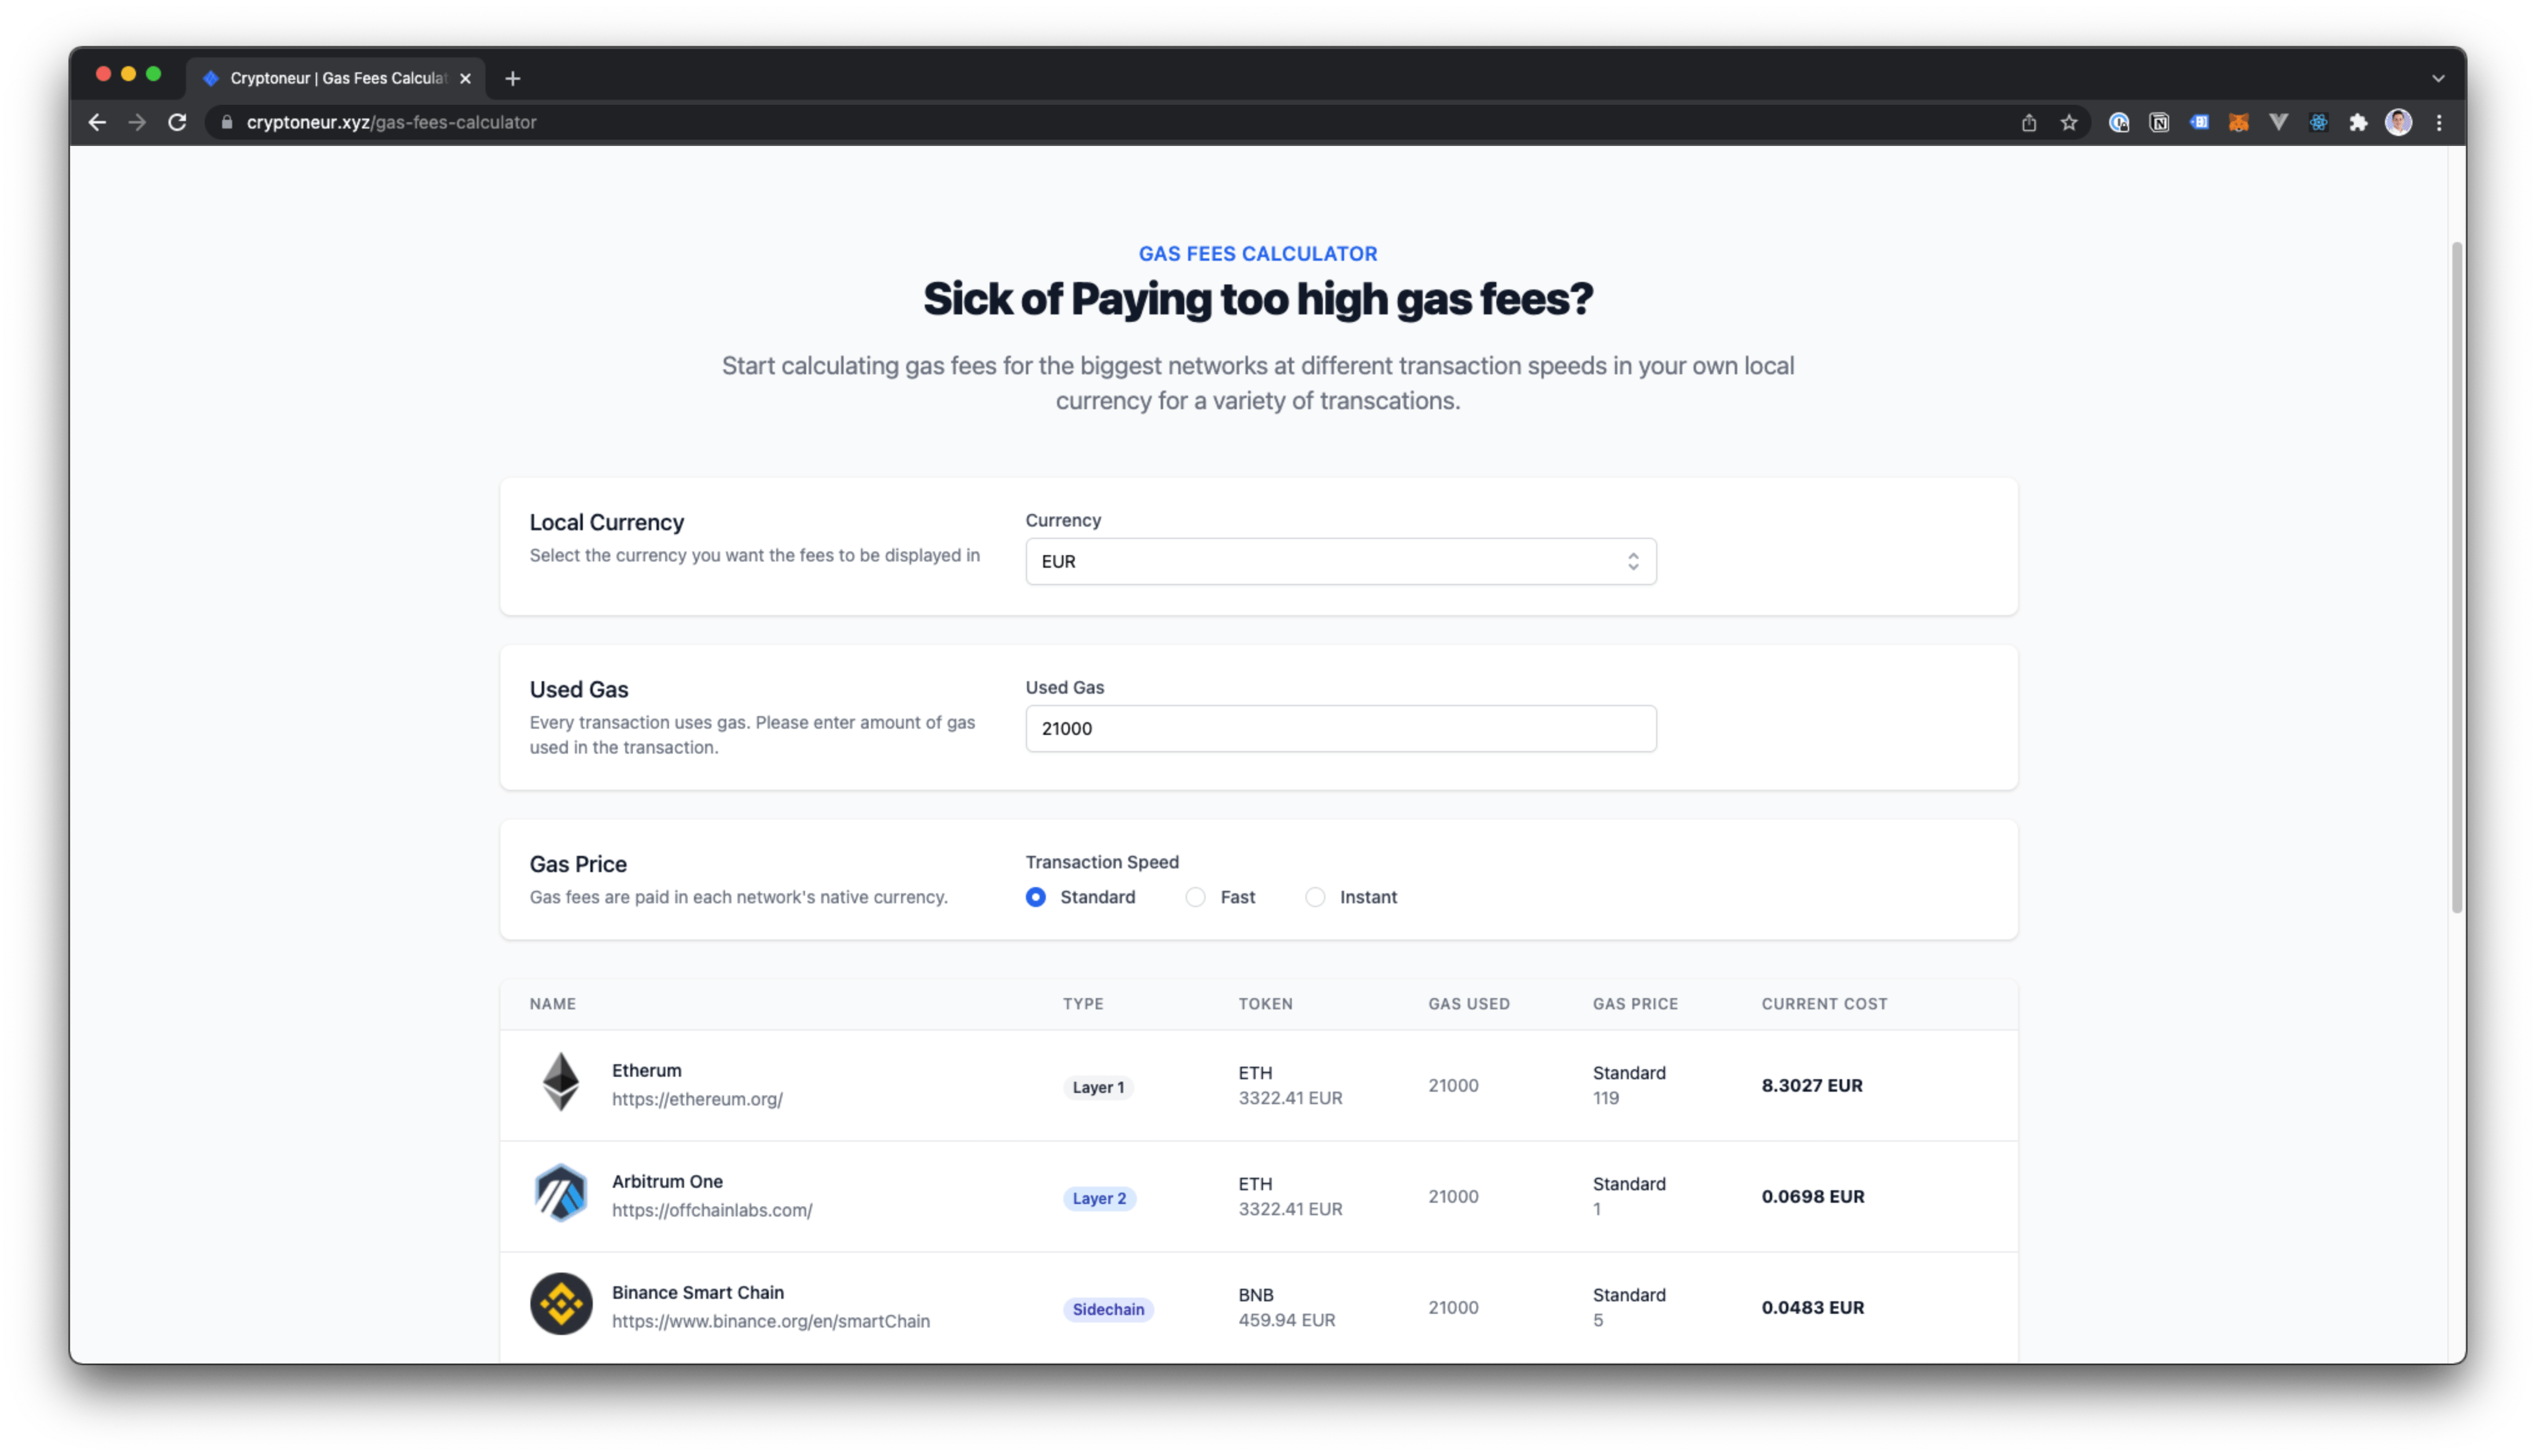 Cryptoneur | Gas Fees Calculat
cryptoneur.xyz/gas-fees-calculator
GAS FEES CALCULATOR
Sick of Paying too high gas fees?
Start calculating gas fees for the biggest networks at different transaction speeds in your own local
currency for a variety of transcations.
Local Currency
Select the currency you want the fees to be displayed in
Currency
EUR
Used Gas
Every transaction uses gas. Please enter amount of gas
used in the transaction.
Used Gas
21000
Gas Price
Gas fees are paid in each network's native currency.
Transaction Speed
Standard Fast Instant
NAME TYPE TOKEN GAS USED GAS PRICE CURRENT COST
Etherum
https://ethereum.org/
Layer 1
ETH
3322.41 EUR
21000
Standard
119
8.3027 EUR
Arbitrum One
https://offchainlabs.com/
Layer 2
ETH
3322.41 EUR
21000
Standard
1
0.0698 EUR
Binance Smart Chain
https://www.binance.org/en/smartChain
Sidechain
BNB
459.94 EUR
21000
Standard
5
0.0483 EUR